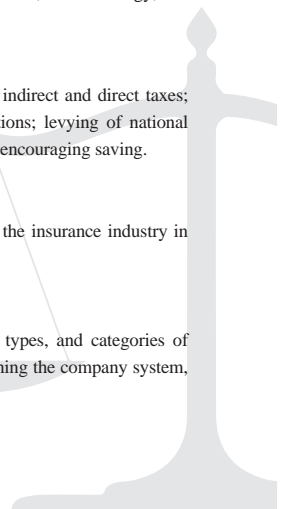 indirect and direct taxes;
tions; levying of national
encouraging saving.
the insurance industry in
types, and categories of
ning the company system,